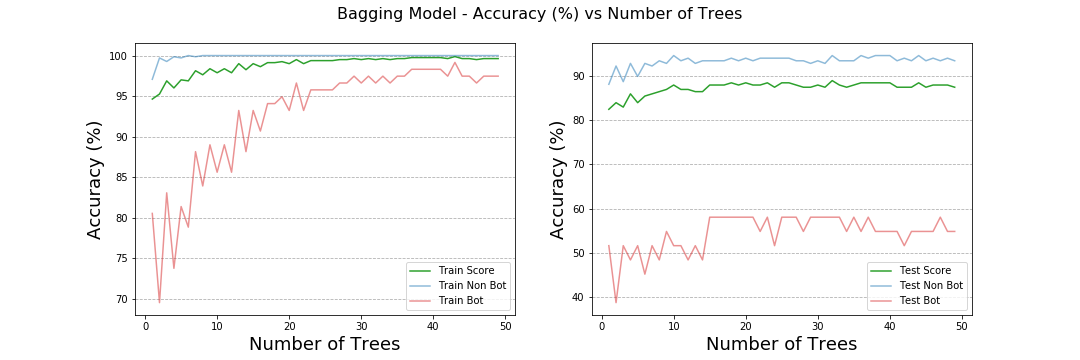 Bagging Model - Accuracy (%) vs Number of Trees
Accuracy (%)
100
95
90
85
80
75
70
0 10 20 30 40 50
Number of Trees
Train Score
Train Non Bot
Train Bot
Accuracy (%)
90
80
70
60
50
40
0 10 20 30 40 50
Number of Trees
Test Score
Test Non Bot
Test Bot